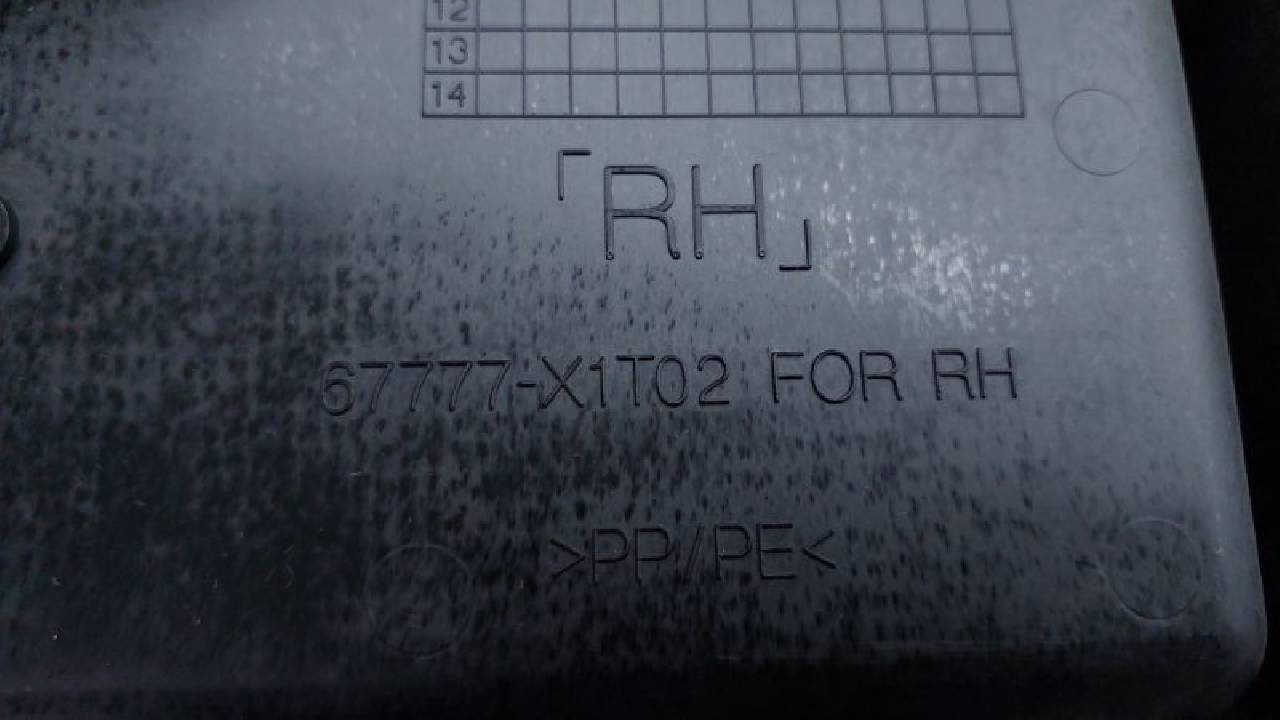 12
13
14
「RH」
67777-X1T02 FOR RH
>PP/PE<